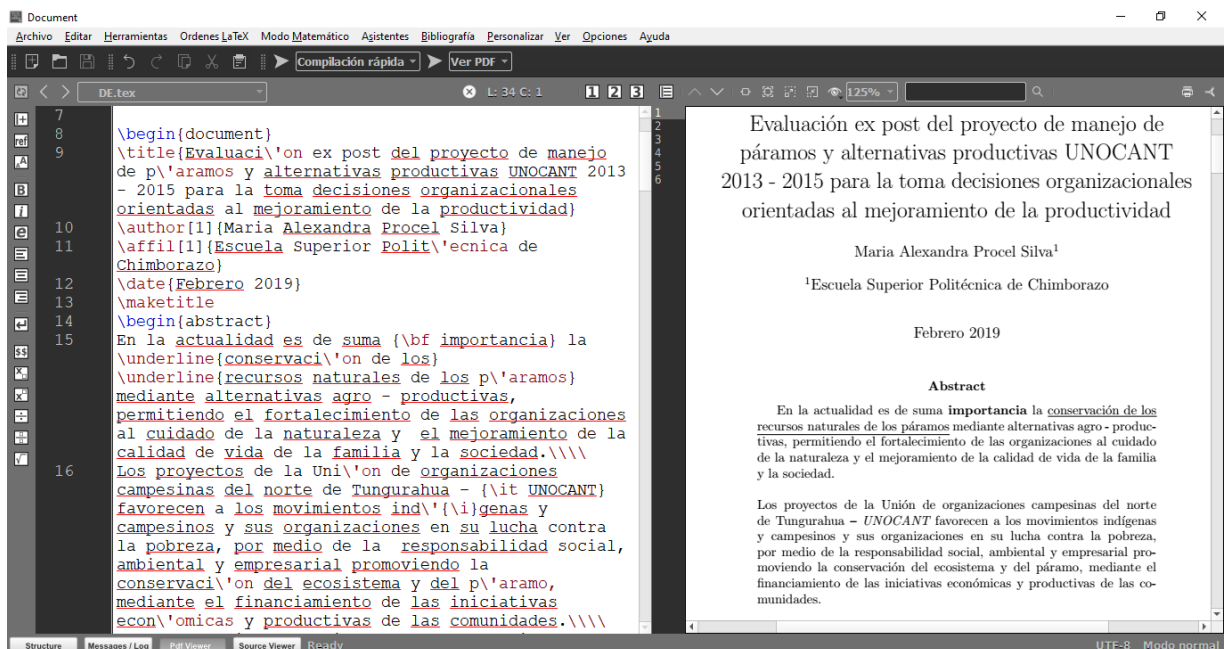 Document
Archivo Editar Herramientas Ordenes LaTeX Modo Matemático Asistentes Bibliografía Personalizar Ver Opciones Ayuda
Compilación rápida Ver PDF
DE.tex L: 34 C: 1 1 2 3 125%
7
8 \begin{document}
9 \title{Evaluaci\'on ex post del proyecto de manejo
de p\'aramos y alternativas productivas UNOCANT 2013
- 2015 para la toma decisiones organizacionales
orientadas al mejoramiento de la productividad}
10 \author[1]{Maria Alexandra Procel Silva}
11 \affil[1]{Escuela Superior Polit\'ecnica de
Chimborazo}
12 \date{Febrero 2019}
13 \maketitle
14 \begin{abstract}
15 En la actualidad es de suma {\bf importancia} la
\underline{conservaci\'on de los}
\underline{recursos naturales de los p\'aramos}
mediante alternativas agro - productivas,
permitiendo el fortalecimiento de las organizaciones
al cuidado de la naturaleza y  el mejoramiento de la
calidad de vida de la familia y la sociedad.\\\\
16 Los proyectos de la Uni\'on de organizaciones
campesinas del norte de Tungurahua - {\it UNOCANT}
favorecen a los movimientos ind\'{\i}genas y
campesinos y sus organizaciones en su lucha contra
la pobreza, por medio de la  responsabilidad social,
ambiental y empresarial promoviendo la
conservaci\'on del ecosistema y del p\'aramo,
mediante el financiamiento de las iniciativas
econ\'omicas y productivas de las comunidades.\\\\
1
2
3
4
5
6
Evaluación ex post del proyecto de manejo de
páramos y alternativas productivas UNOCANT
2013 - 2015 para la toma decisiones organizacionales
orientadas al mejoramiento de la productividad
Maria Alexandra Procel Silva¹
¹Escuela Superior Politécnica de Chimborazo
Febrero 2019
Abstract
En la actualidad es de suma importancia la conservación de los
recursos naturales de los páramos mediante alternativas agro - produc-
tivas, permitiendo el fortalecimiento de las organizaciones al cuidado
de la naturaleza y el mejoramiento de la calidad de vida de la familia
y la sociedad.
Los proyectos de la Unión de organizaciones campesinas del norte
de Tungurahua – UNOCANT favorecen a los movimientos indígenas
y campesinos y sus organizaciones en su lucha contra la pobreza,
por medio de la responsabilidad social, ambiental y empresarial pro-
moviendo la conservación del ecosistema y del páramo, mediante el
financiamiento de las iniciativas económicas y productivas de las co-
munidades.
Structure Messages / Log Pdf Viewer Source Viewer Ready UTF-8 Modo normal